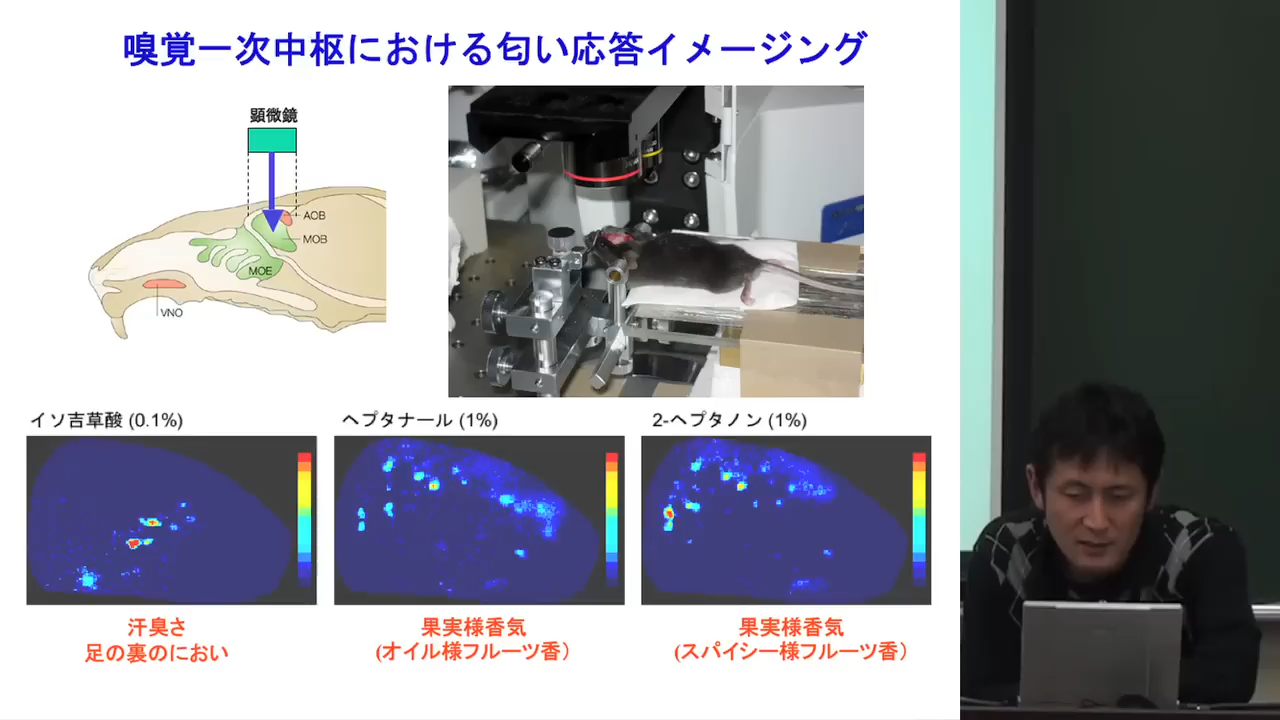 嗅覚一次中枢における匂い応答イメージング
顕微鏡
AOB
MOB
MOE
VNO
イソ吉草酸 (0.1%)
ヘプタナール (1%)
2-ヘプタノン (1%)
汗臭さ
足の裏のにおい
果実様香気
(オイル様フルーツ香)
果実様香気
(スパイシー様フルーツ香)